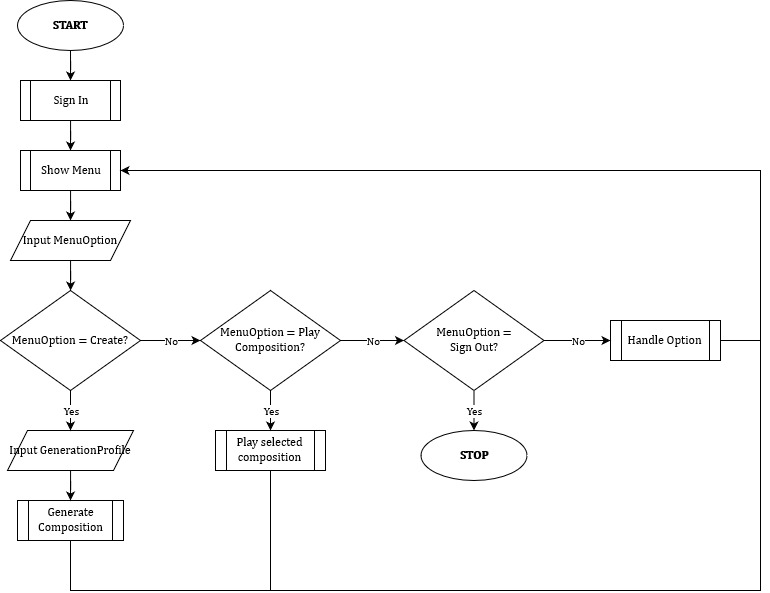 START
Sign In
Show Menu
Input MenuOption
MenuOption = Create?
No
MenuOption = Play
Composition?
No
MenuOption =
Sign Out?
No
Handle Option
Yes
Yes
Yes
Input GenerationProfile
Play selected
composition
STOP
Generate
Composition